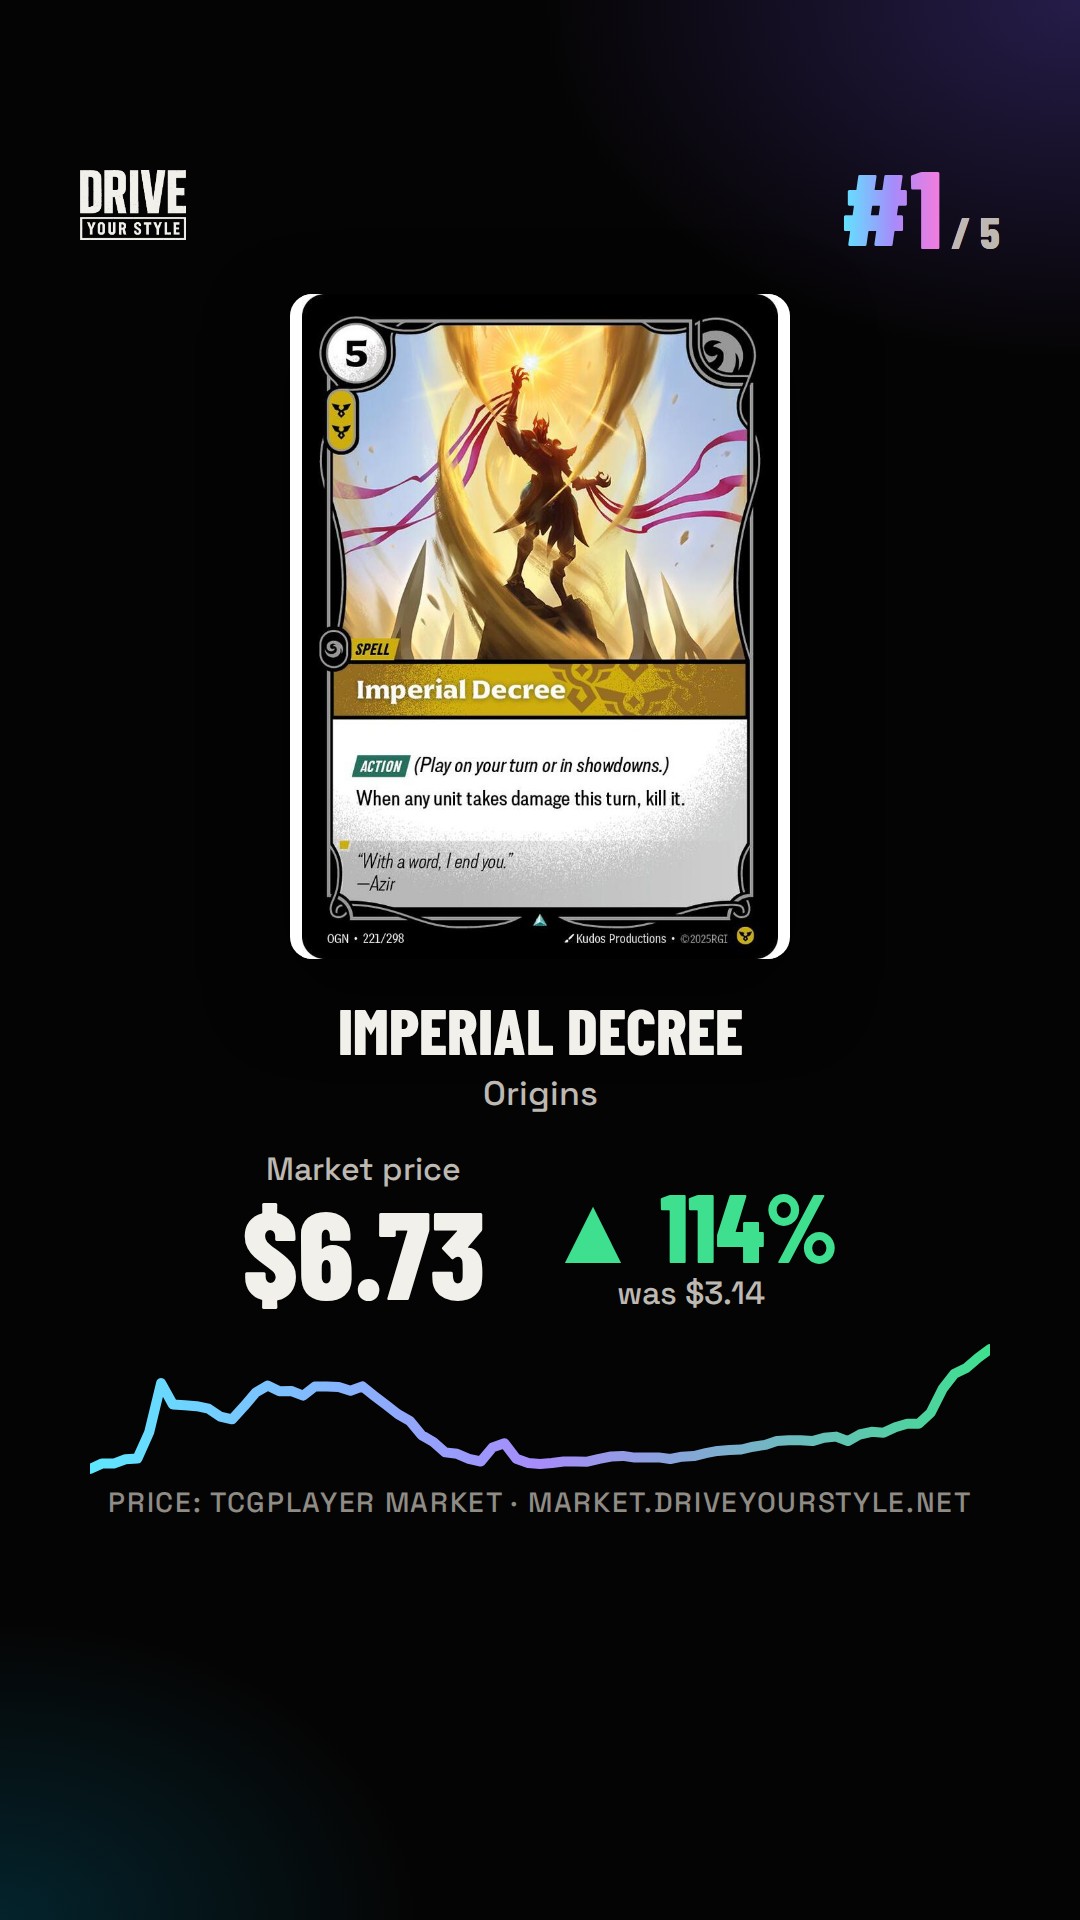 DRIVE
YOUR STYLE
#1 / 5
5
SPELL
Imperial Decree
ACTION (Play on your turn or in showdowns.)
When any unit takes damage this turn, kill it.
“With a word, I end you.”
—Azir
OGN • 221/298
Kudos Productions • ©2025RGI
IMPERIAL DECREE
Origins
Market price
$6.73
▲ 114%
was $3.14
PRICE: TCGPLAYER MARKET · MARKET.DRIVEYOURSTYLE.NET